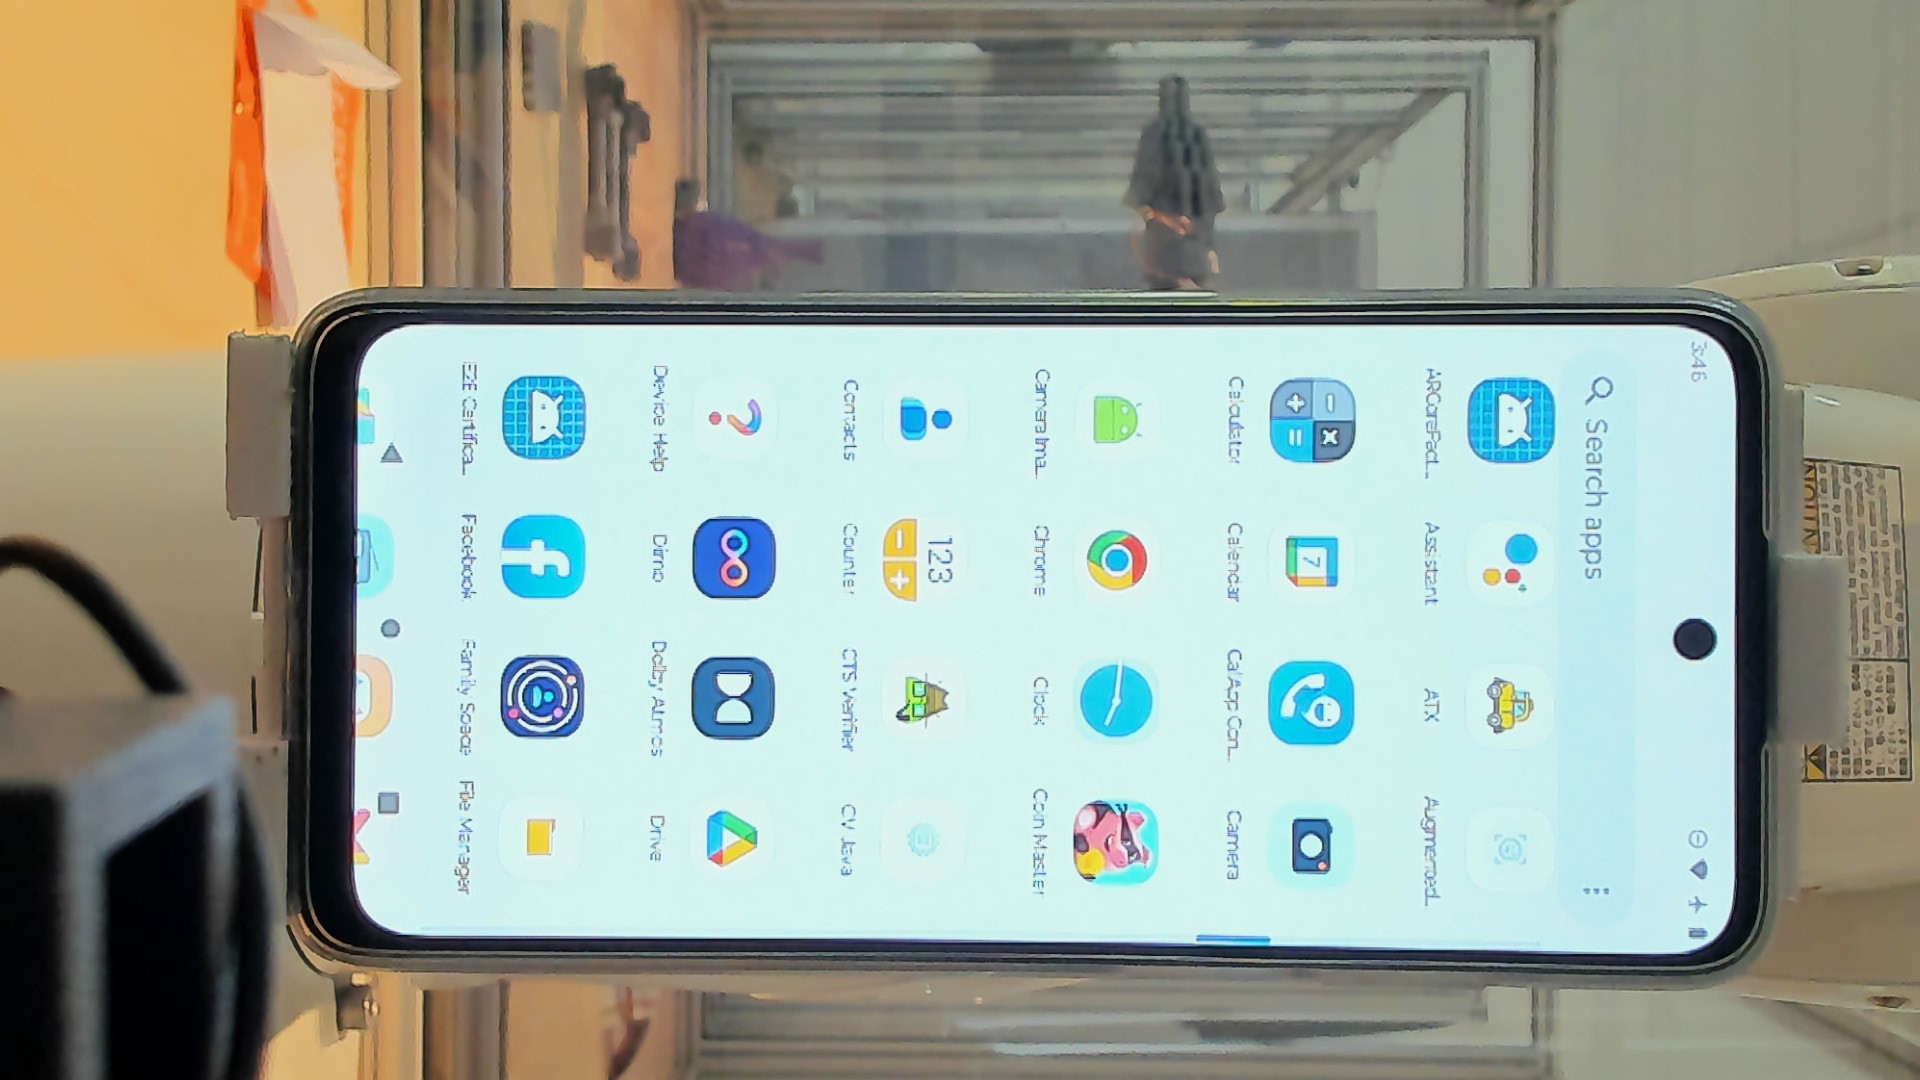 3:46
Search apps
ARCorePact...
Assistant
ATX
Augmented...
Calculator
7
Calendar
CallApp Con...
Camera
Camera Ima...
Chrome
Clock
Coin Master
Contacts
123
Counter
CTS Verifier
CV Java
Device Help
Dimo
Dolby Atmos
Drive
E2E Certifica...
Facebook
Family Space
File Manager